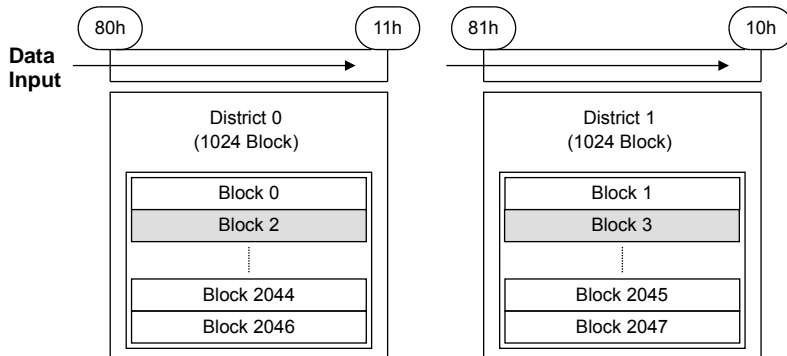 80h 11h 81h 10h
Data
Input
District 0
(1024 Block)
Block 0
Block 2
Block 2044
Block 2046
District 1
(1024 Block)
Block 1
Block 3
Block 2045
Block 2047